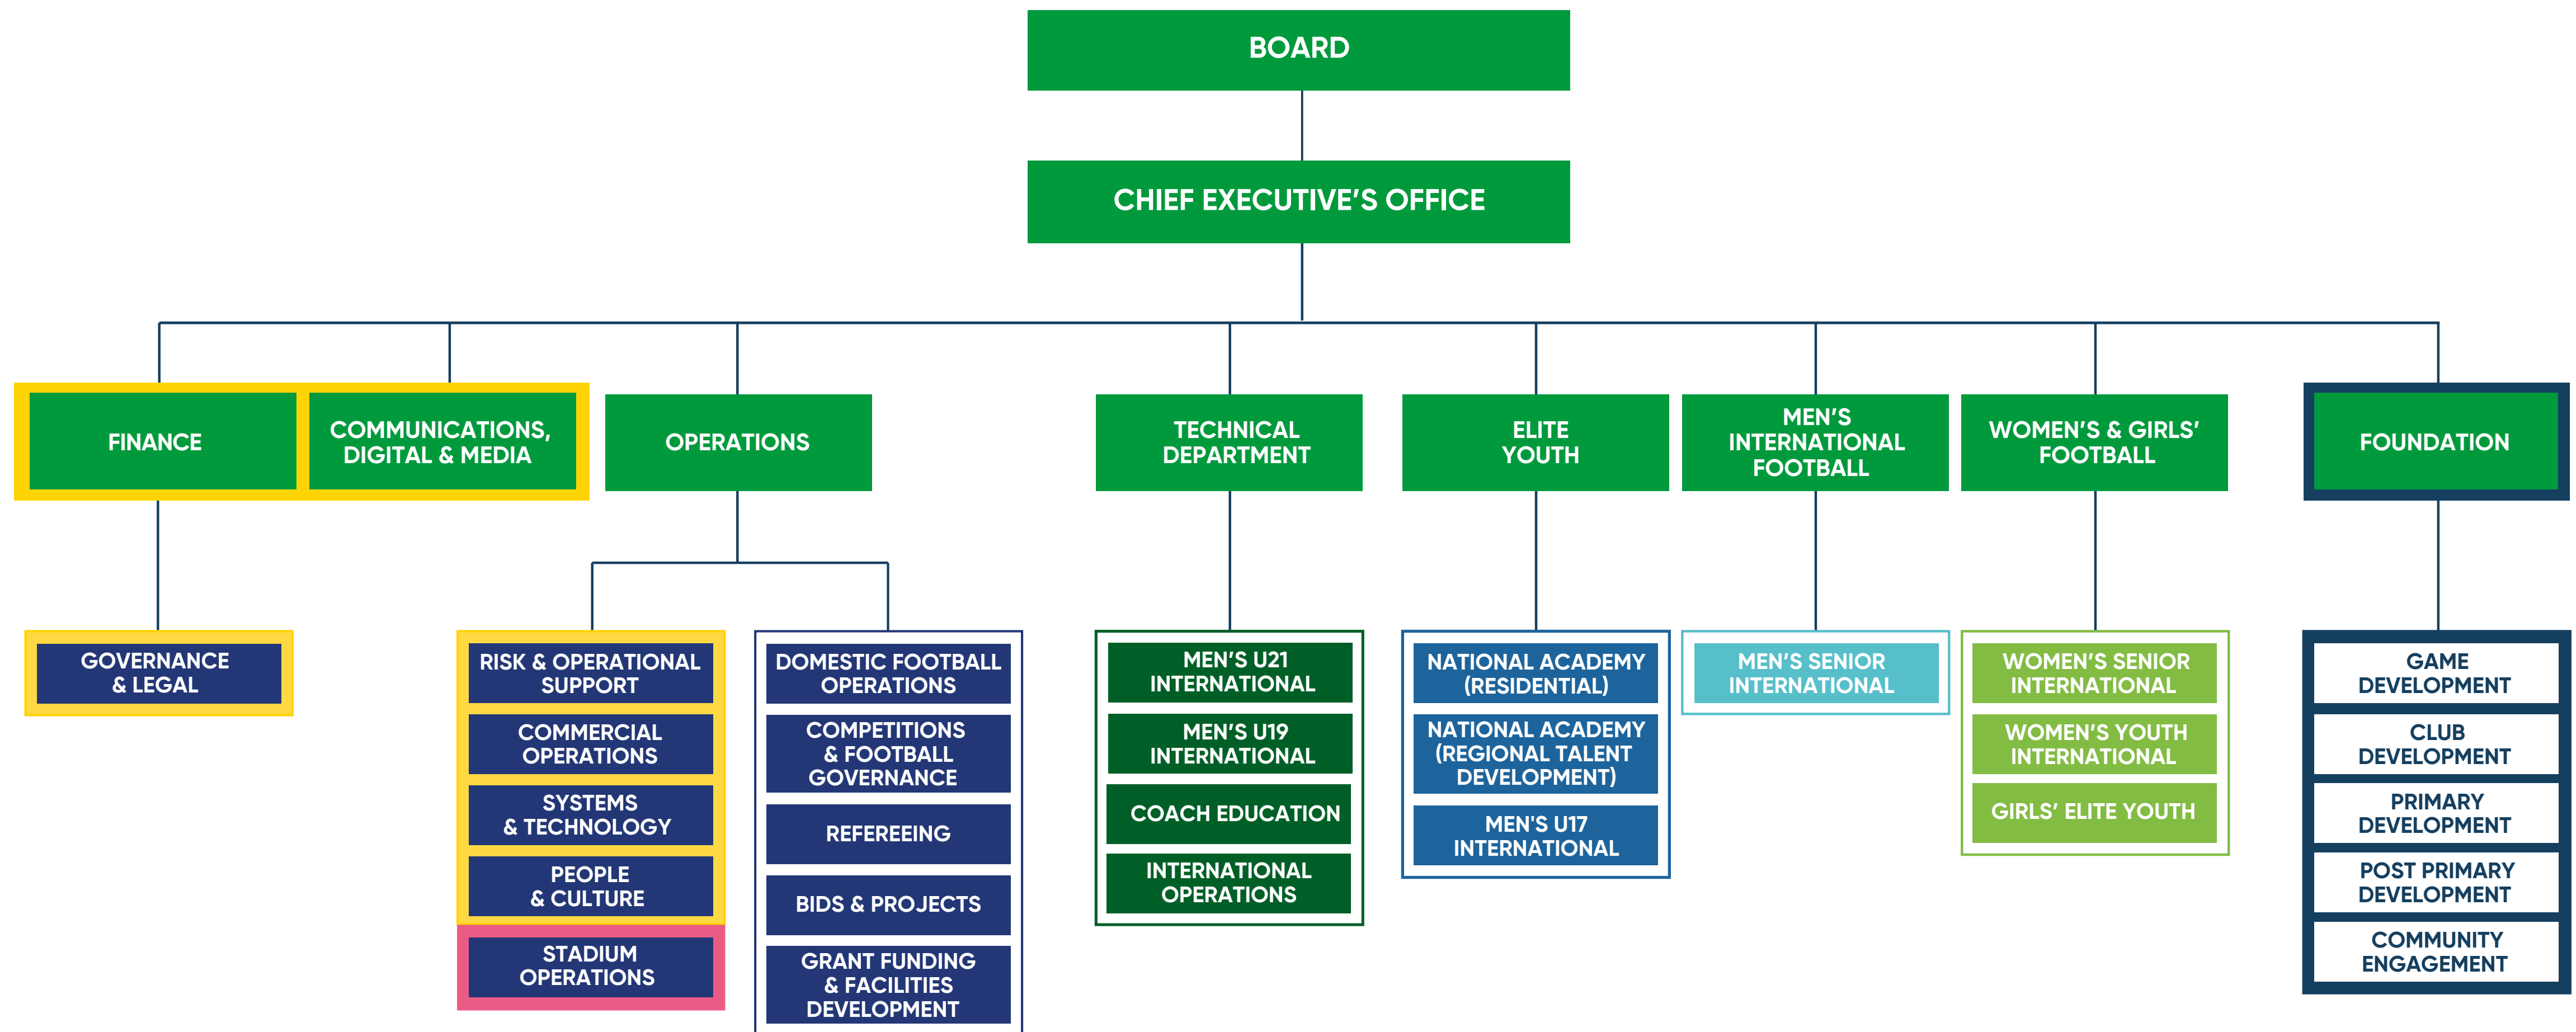 BOARD
CHIEF EXECUTIVE’S OFFICE
FINANCE
COMMUNICATIONS,
DIGITAL & MEDIA
OPERATIONS
TECHNICAL
DEPARTMENT
ELITE
YOUTH
MEN’S
INTERNATIONAL
FOOTBALL
WOMEN’S & GIRLS’
FOOTBALL
FOUNDATION
GOVERNANCE
& LEGAL
RISK & OPERATIONAL
SUPPORT
COMMERCIAL
OPERATIONS
SYSTEMS
& TECHNOLOGY
PEOPLE
& CULTURE
STADIUM
OPERATIONS
DOMESTIC FOOTBALL
OPERATIONS
COMPETITIONS
& FOOTBALL
GOVERNANCE
REFEREEING
BIDS & PROJECTS
GRANT FUNDING
& FACILITIES
DEVELOPMENT
MEN’S U21
INTERNATIONAL
MEN’S U19
INTERNATIONAL
COACH EDUCATION
INTERNATIONAL
OPERATIONS
NATIONAL ACADEMY
(RESIDENTIAL)
NATIONAL ACADEMY
(REGIONAL TALENT
DEVELOPMENT)
MEN'S U17
INTERNATIONAL
MEN’S SENIOR
INTERNATIONAL
WOMEN’S SENIOR
INTERNATIONAL
WOMEN’S YOUTH
INTERNATIONAL
GIRLS’ ELITE YOUTH
GAME
DEVELOPMENT
CLUB
DEVELOPMENT
PRIMARY
DEVELOPMENT
POST PRIMARY
DEVELOPMENT
COMMUNITY
ENGAGEMENT